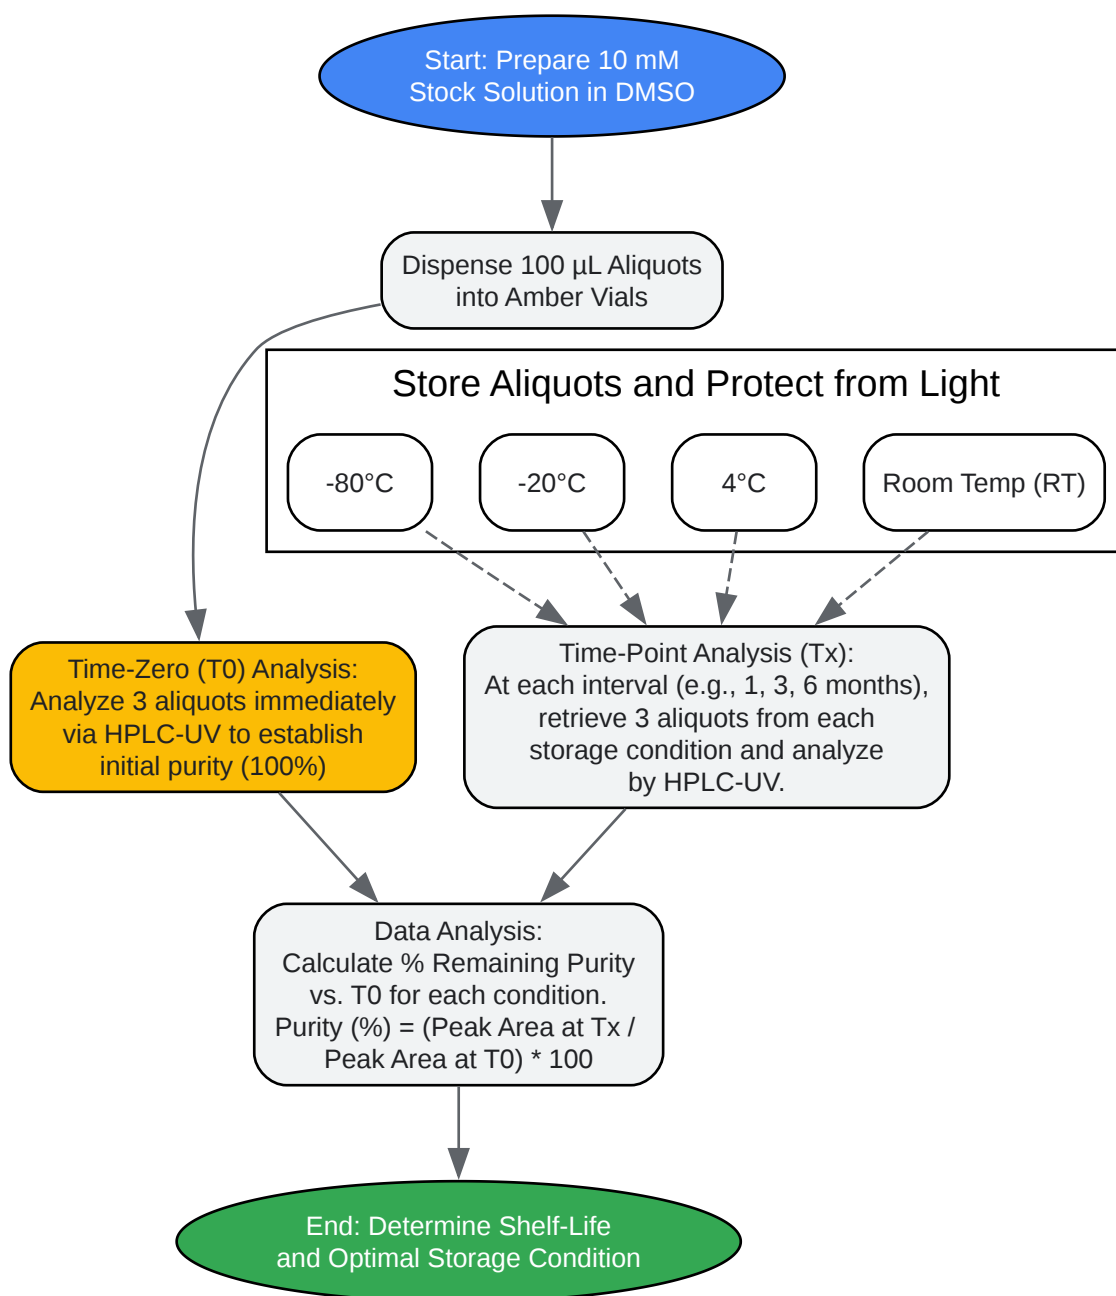 Start: Prepare 10 mM
Stock Solution in DMSO
Dispense 100 µL Aliquots
into Amber Vials
Store Aliquots and Protect from Light
-80°C
-20°C
4°C
Room Temp (RT)
Time-Zero (T0) Analysis:
Analyze 3 aliquots immediately
via HPLC-UV to establish
initial purity (100%)
Time-Point Analysis (Tx):
At each interval (e.g., 1, 3, 6 months),
retrieve 3 aliquots from each
storage condition and analyze
by HPLC-UV.
Data Analysis:
Calculate % Remaining Purity
vs. T0 for each condition.
Purity (%) = (Peak Area at Tx /
Peak Area at T0) * 100
End: Determine Shelf-Life
and Optimal Storage Condition